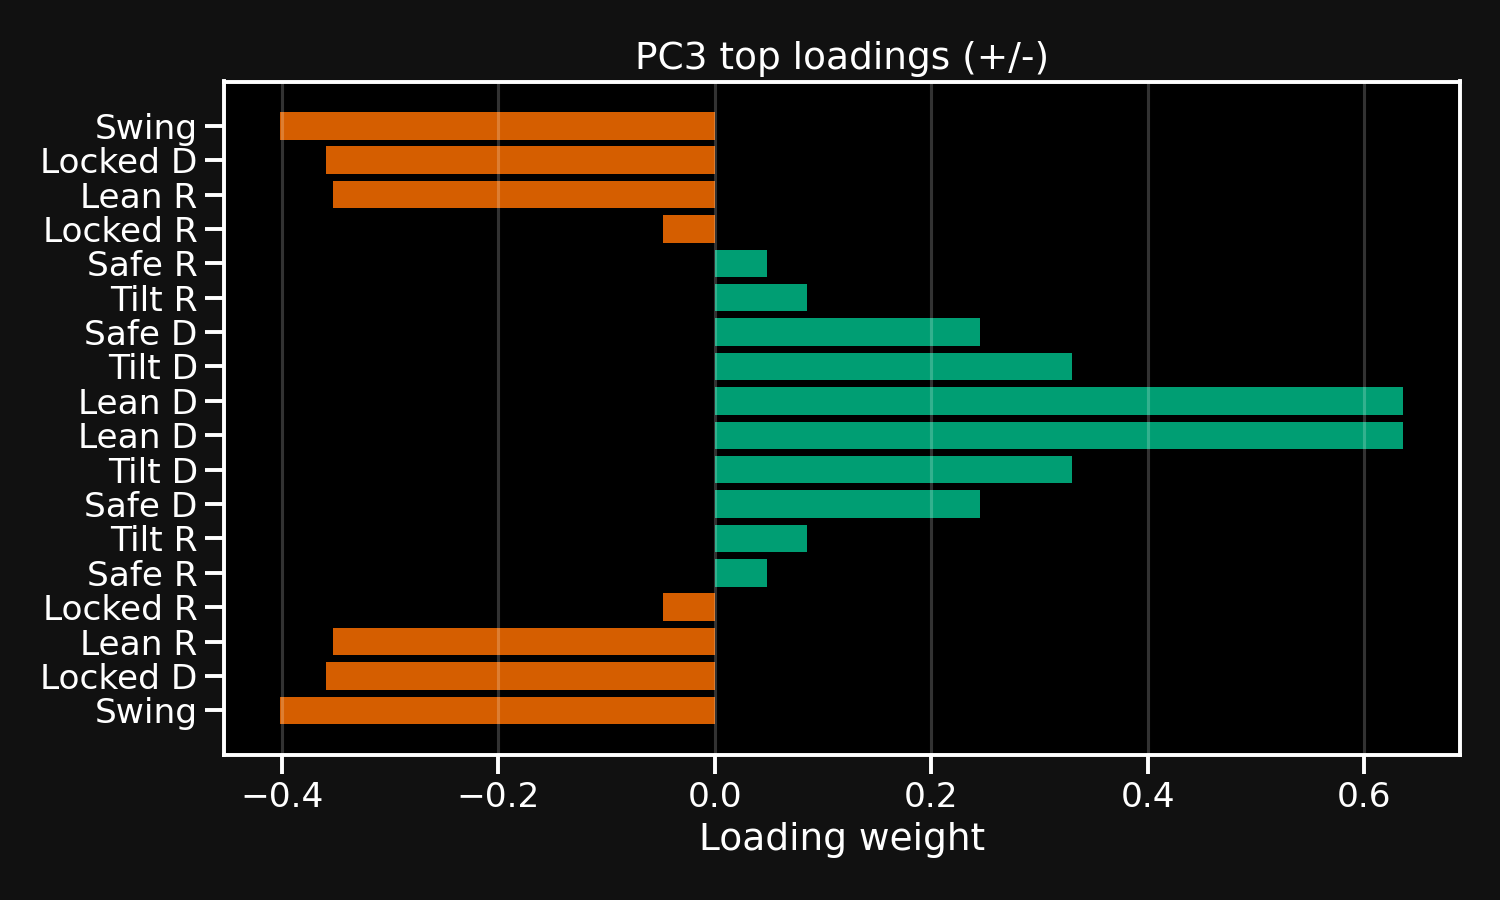 PC3 top loadings (+/-)
Swing
Locked D
Lean R
Locked R
Safe R
Tilt R
Safe D
Tilt D
Lean D
Lean D
Tilt D
Safe D
Tilt R
Safe R
Locked R
Lean R
Locked D
Swing
−0.4 −0.2 0.0 0.2 0.4 0.6
Loading weight